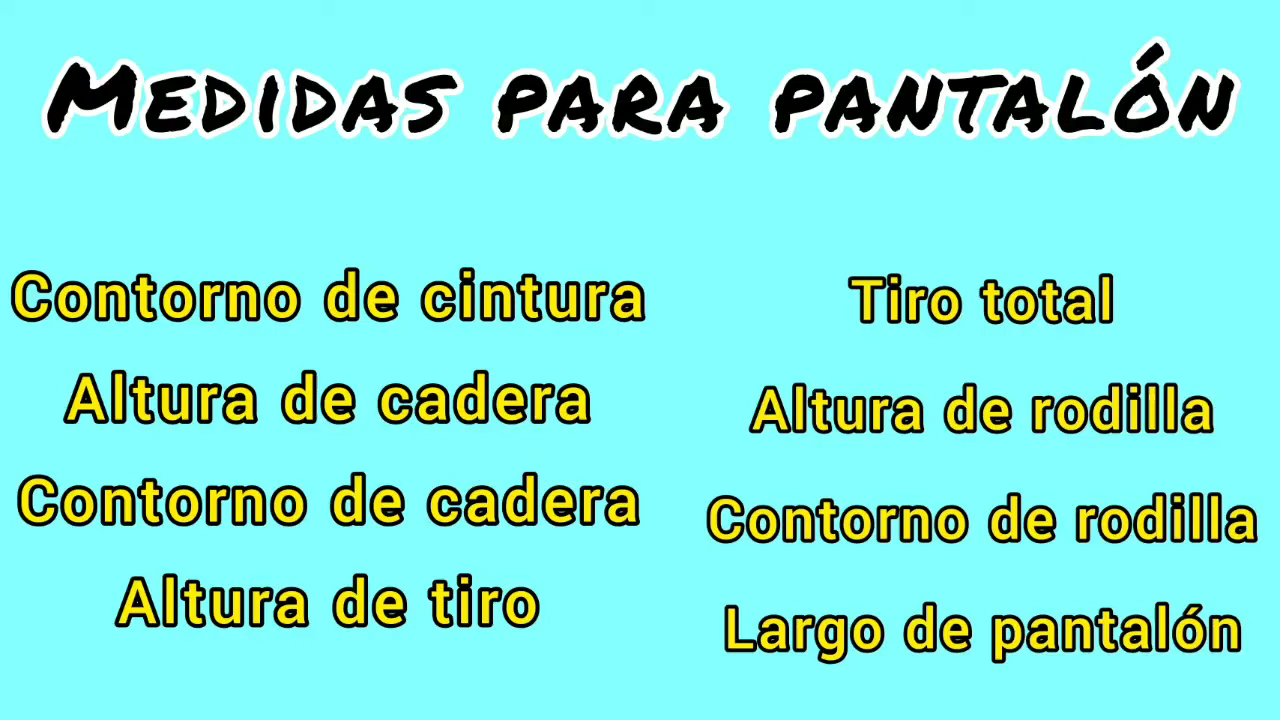 Medidas para pantalón
Contorno de cintura
Altura de cadera
Contorno de cadera
Altura de tiro
Tiro total
Altura de rodilla
Contorno de rodilla
Largo de pantalón